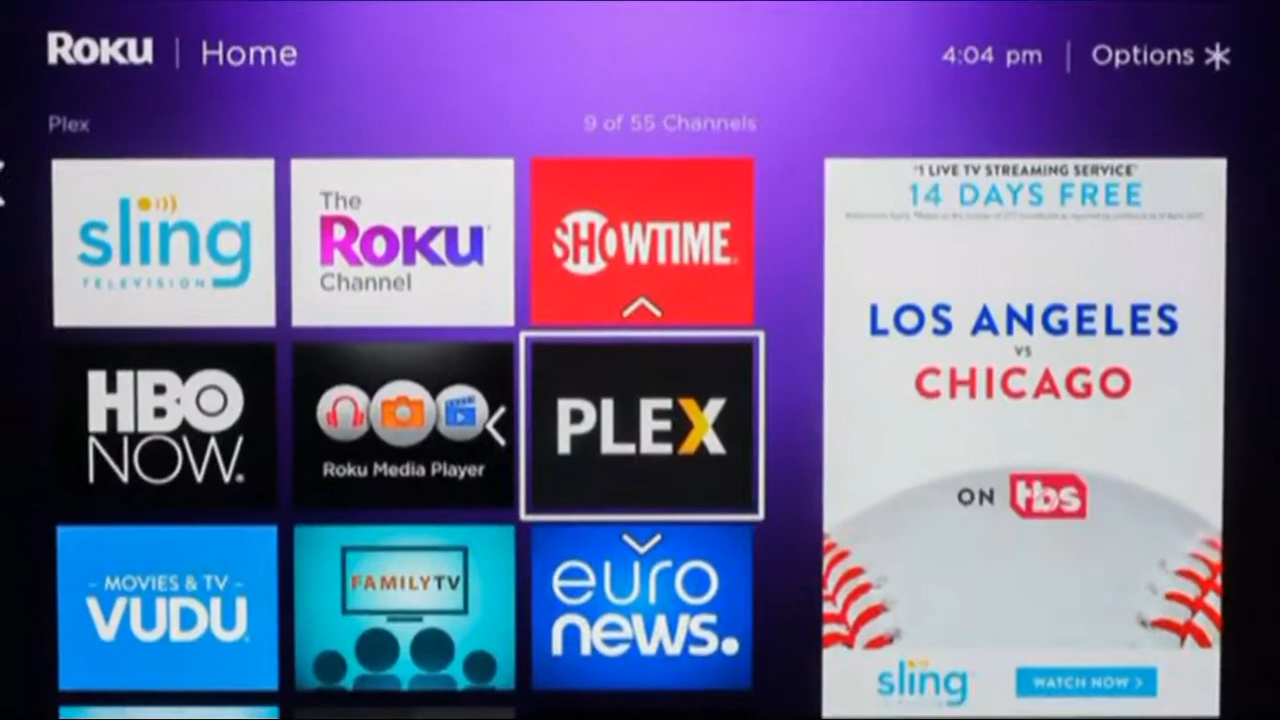 ROKU | Home
4:04 pm | Options
Plex
9 of 55 Channels
sling
TELEVISION
The
ROKU
Channel
SHOWTIME.
HBO
NOW.
Roku Media Player
PLEX
- MOVIES & TV -
VUDU
FAMILYTV
euro
news.
"1 LIVE TV STREAMING SERVICE"
14 DAYS FREE
LOS ANGELES
VS
CHICAGO
ON tbs
sling
WATCH NOW >